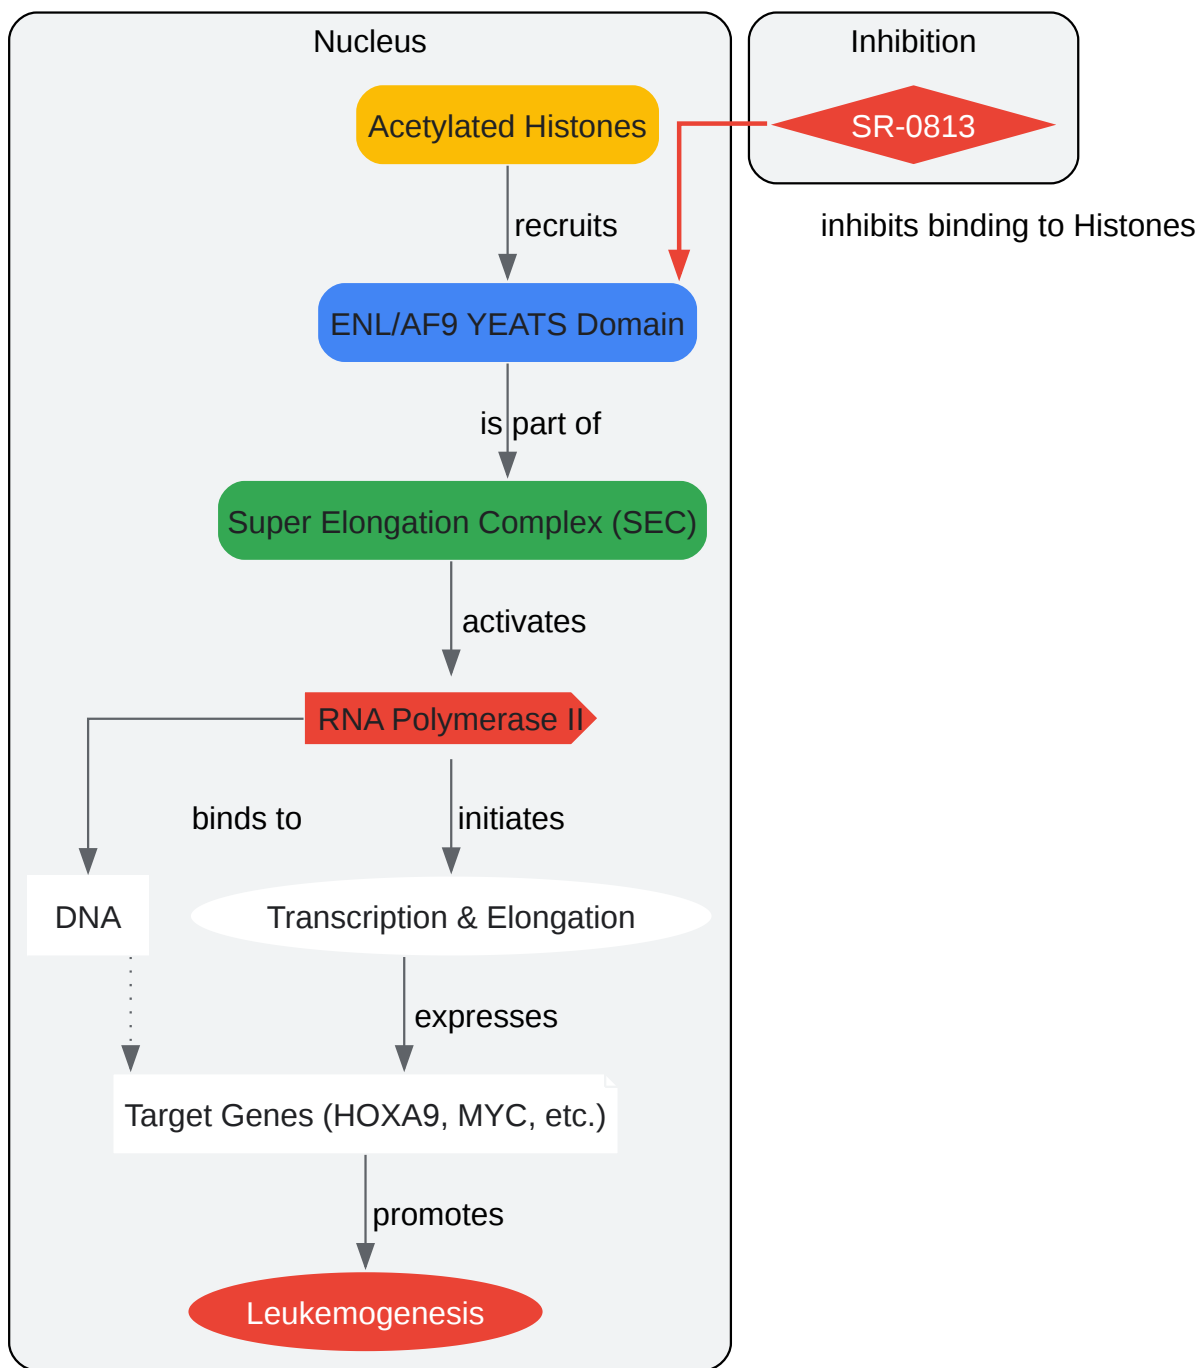 Nucleus
Inhibition
Acetylated Histones
SR-0813
recruits
inhibits binding to Histones
ENL/AF9 YEATS Domain
is part of
Super Elongation Complex (SEC)
activates
RNA Polymerase II
binds to
initiates
DNA
Transcription & Elongation
expresses
Target Genes (HOXA9, MYC, etc.)
promotes
Leukemogenesis